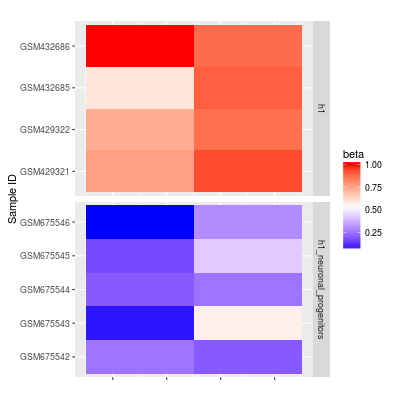 GSM432686
GSM432685
GSM429322
GSM429321
h1
GSM675546
GSM675545
GSM675544
GSM675543
GSM675542
h1_neuronal_progenitors
Sample ID
beta
1.00
0.75
0.50
0.25